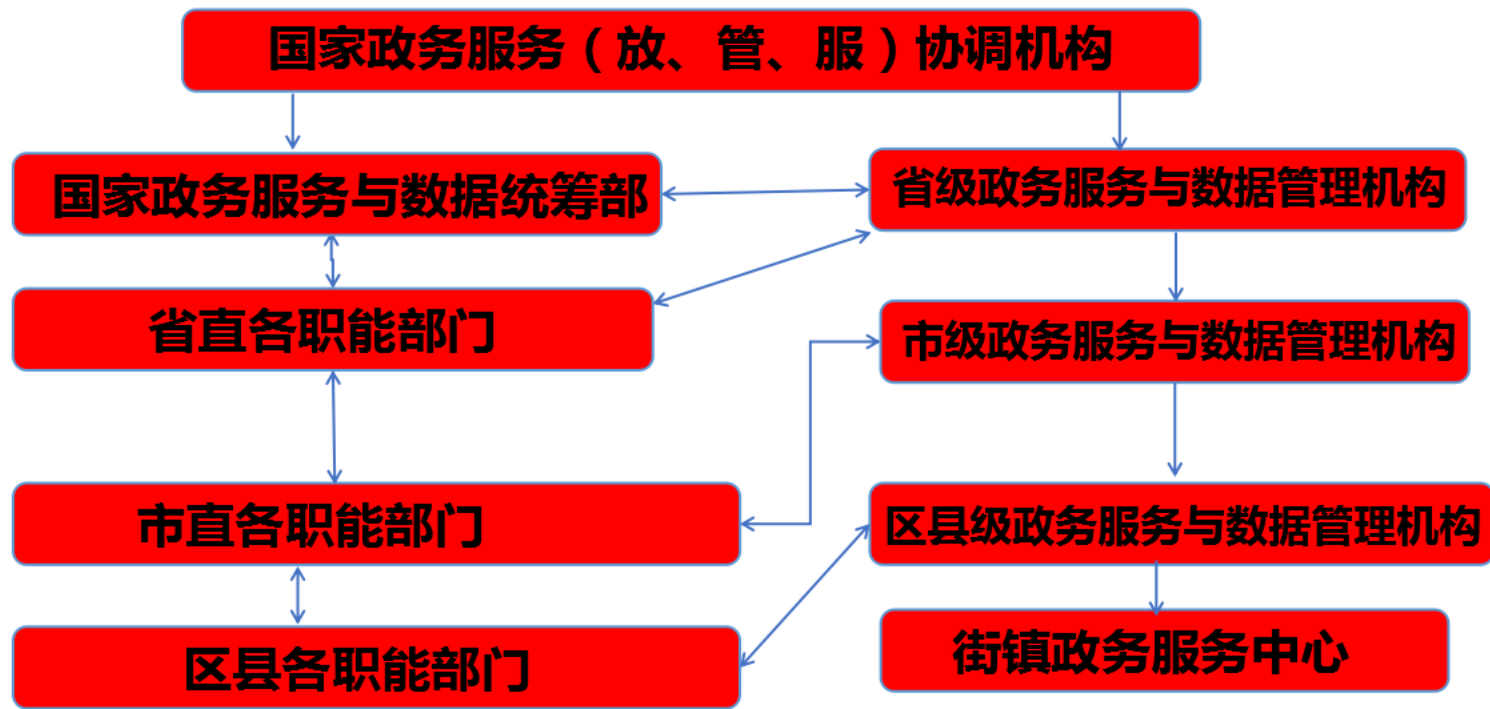 国家政务服务（放、管、服）协调机构
国家政务服务与数据统筹部
省级政务服务与数据管理机构
省直各职能部门
市级政务服务与数据管理机构
市直各职能部门
区县级政务服务与数据管理机构
区县各职能部门
街镇政务服务中心